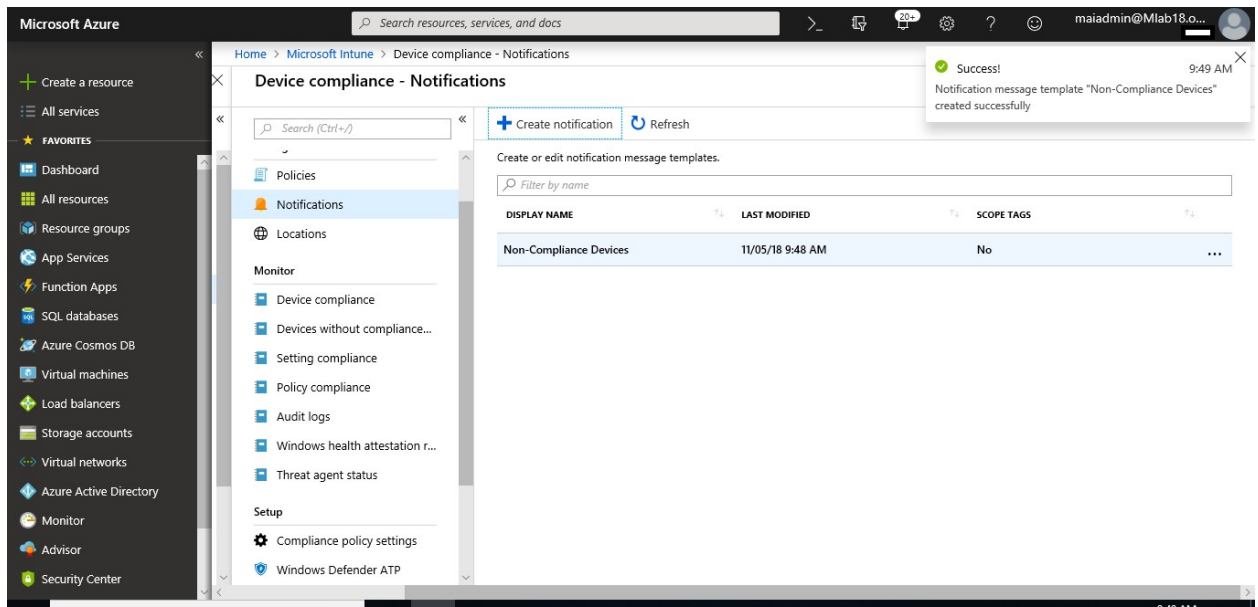 Microsoft Azure
Search resources, services, and docs
20+
maiadmin@Mlab18.o...
Home > Microsoft Intune > Device compliance - Notifications
Device compliance - Notifications
Success!
9:49 AM
Notification message template "Non-Compliance Devices"
created successfully
Create a resource
All services
FAVORITES
Dashboard
All resources
Resource groups
App Services
Function Apps
SQL databases
Azure Cosmos DB
Virtual machines
Load balancers
Storage accounts
Virtual networks
Azure Active Directory
Monitor
Advisor
Security Center
Search (Ctrl+/)
Policies
Notifications
Locations
Monitor
Device compliance
Devices without compliance...
Setting compliance
Policy compliance
Audit logs
Windows health attestation r...
Threat agent status
Setup
Compliance policy settings
Windows Defender ATP
Create notification
Refresh
Create or edit notification message templates.
Filter by name
DISPLAY NAME
LAST MODIFIED
SCOPE TAGS
Non-Compliance Devices
11/05/18 9:48 AM
No